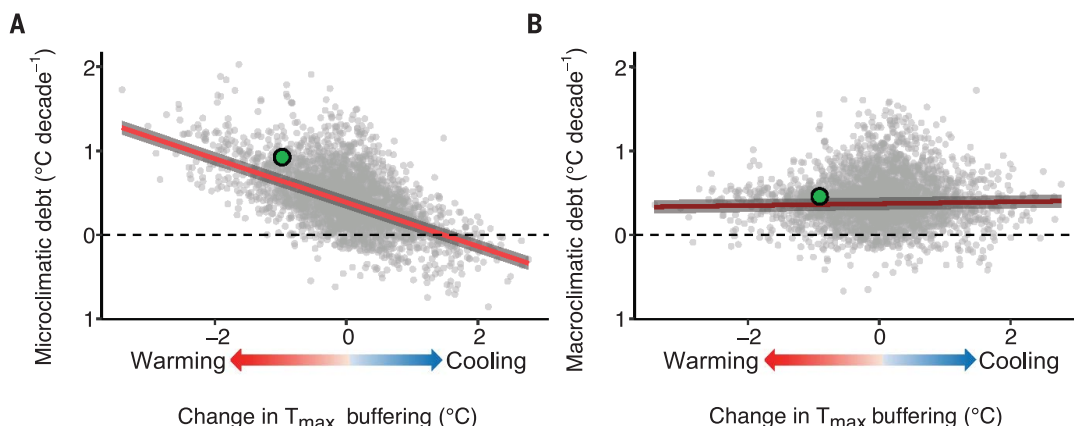 A
Microclimatic debt (°C decade⁻¹)
2
1
0
1
−2
0
2
Warming
Cooling
Change in Tmax buffering (°C)
B
Macroclimatic debt (°C decade⁻¹)
2
1
0
1
−2
0
2
Warming
Cooling
Change in Tmax buffering (°C)